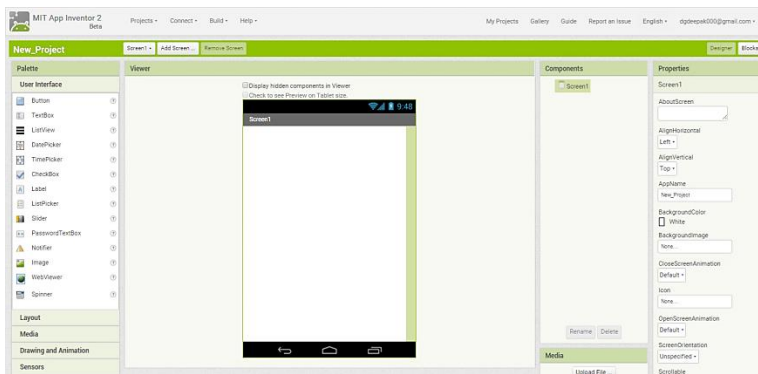 MIT App Inventor 2
Beta
Projects Connect Build Help
My Projects Gallery Guide Report an Issue English dgdeepak000@gmail.com
New_Project
Screen1 Add Screen ... Remove Screen
Designer Blocks
Palette
User Interface
Button
TextBox
ListView
DatePicker
TimePicker
CheckBox
Label
ListPicker
Slider
PasswordTextBox
Notifier
Image
WebViewer
Spinner
Layout
Media
Drawing and Animation
Sensors
Viewer
Display hidden components in Viewer
Check to see Preview on Tablet size.
9:48
Screen1
Components
Screen1
Rename Delete
Media
Upload File ...
Properties
Screen1
AboutScreen
AlignHorizontal
Left
AlignVertical
Top
AppName
New_Project
BackgroundColor
White
BackgroundImage
None...
CloseScreenAnimation
Default
Icon
None...
OpenScreenAnimation
Default
ScreenOrientation
Unspecified
Scrollable